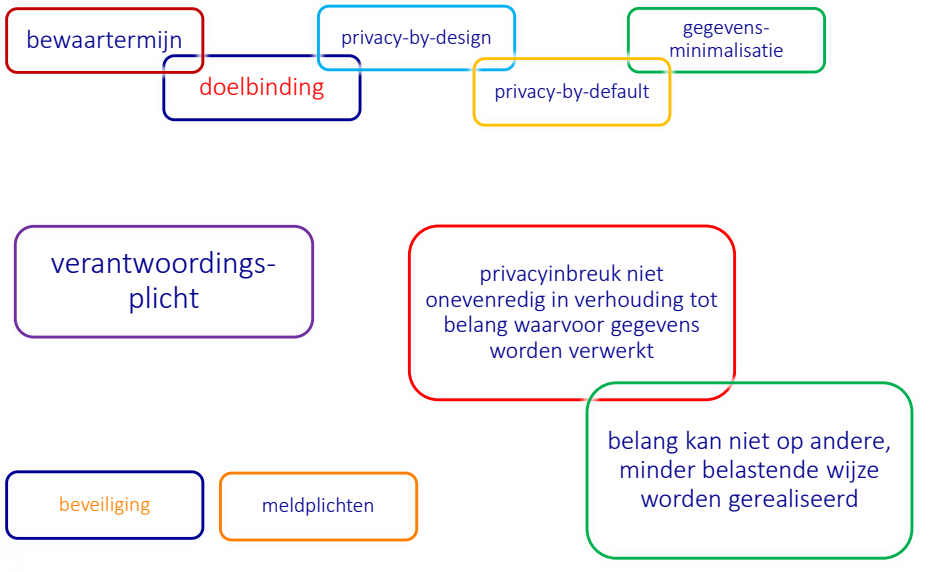 bewaartermijn
doelbinding
privacy-by-design
privacy-by-default
gegevens-
minimalisatie
verantwoordings-
plicht
privacyinbreuk niet
onevenredig in verhouding tot
belang waarvoor gegevens
worden verwerkt
belang kan niet op andere,
minder belastende wijze
worden gerealiseerd
beveiliging
meldplichten